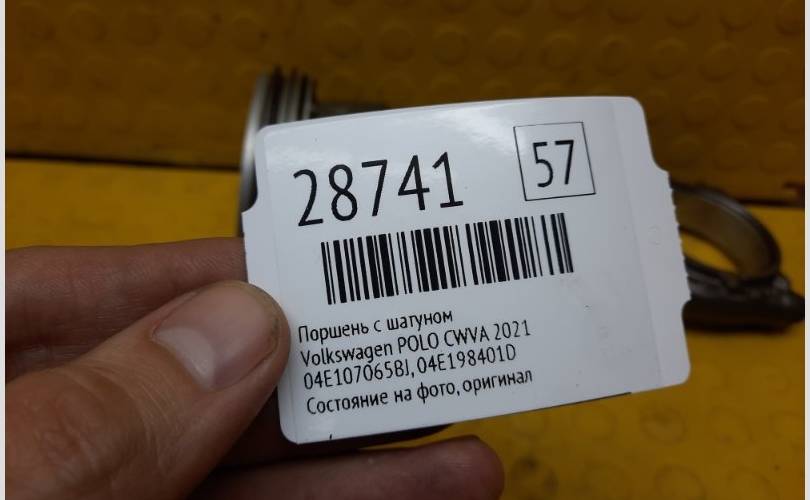 28741
57
Поршень с шатуном
Volkswagen POLO CWVA 2021
04E107065BJ, 04E198401D
Состояние на фото, оригинал